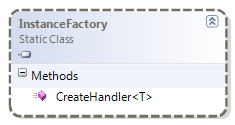 InstanceFactory
Static Class
Methods
CreateHandler<T>